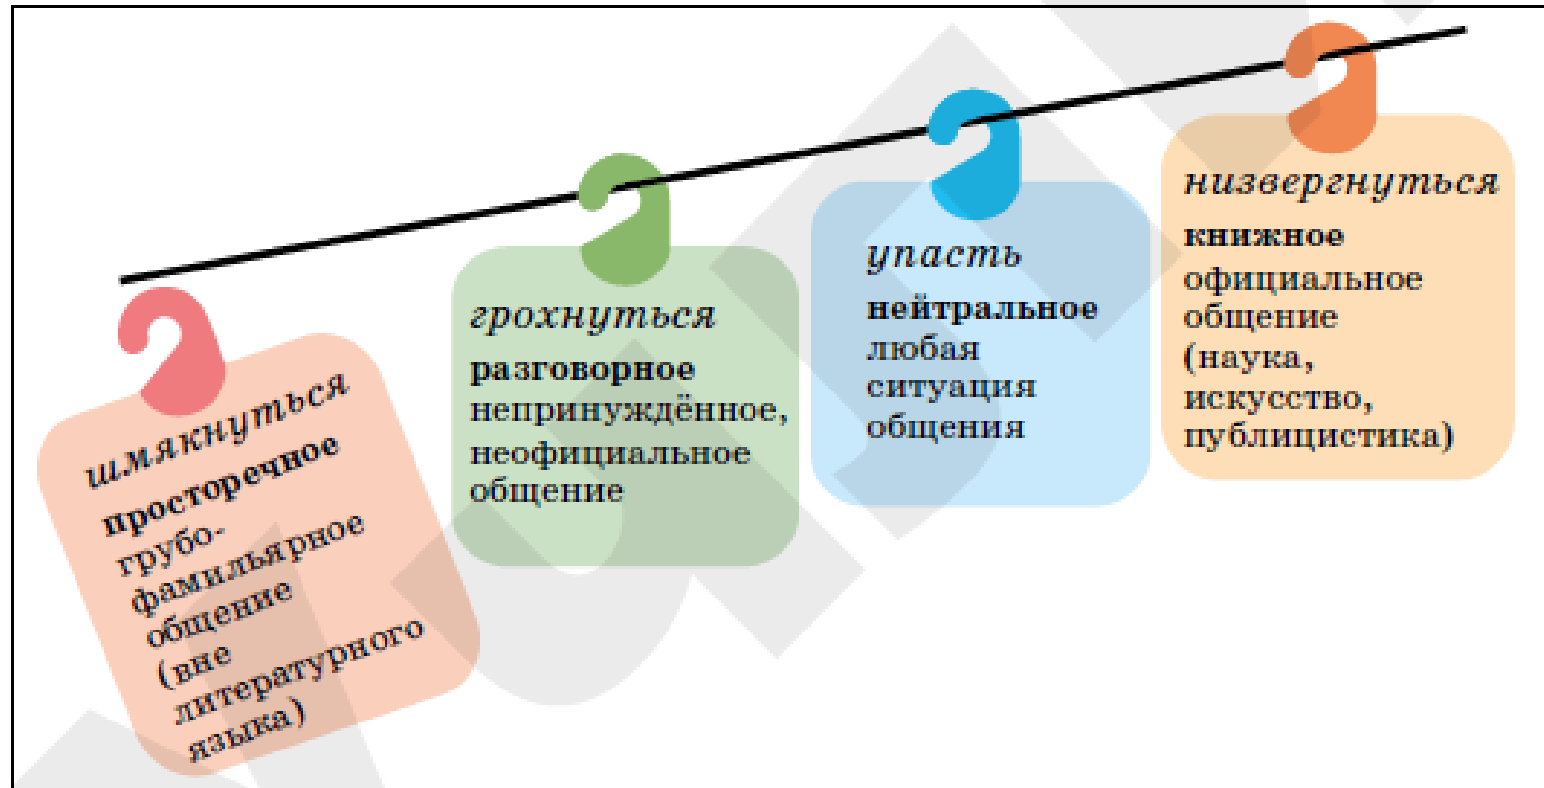 шмякнуться
просторечное
грубо-
фамильярное
общение
(вне
литературного
языка)
грохнуться
разговорное
непринуждённое,
неофициальное
общение
упасть
нейтральное
любая
ситуация
общения
низвергнуться
книжное
официальное
общение
(наука,
искусство,
публицистика)